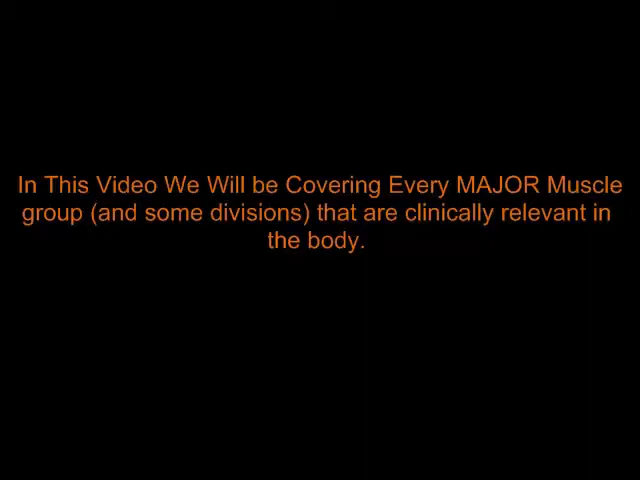 In This Video We Will be Covering Every MAJOR Muscle
group (and some divisions) that are clinically relevant in
the body.